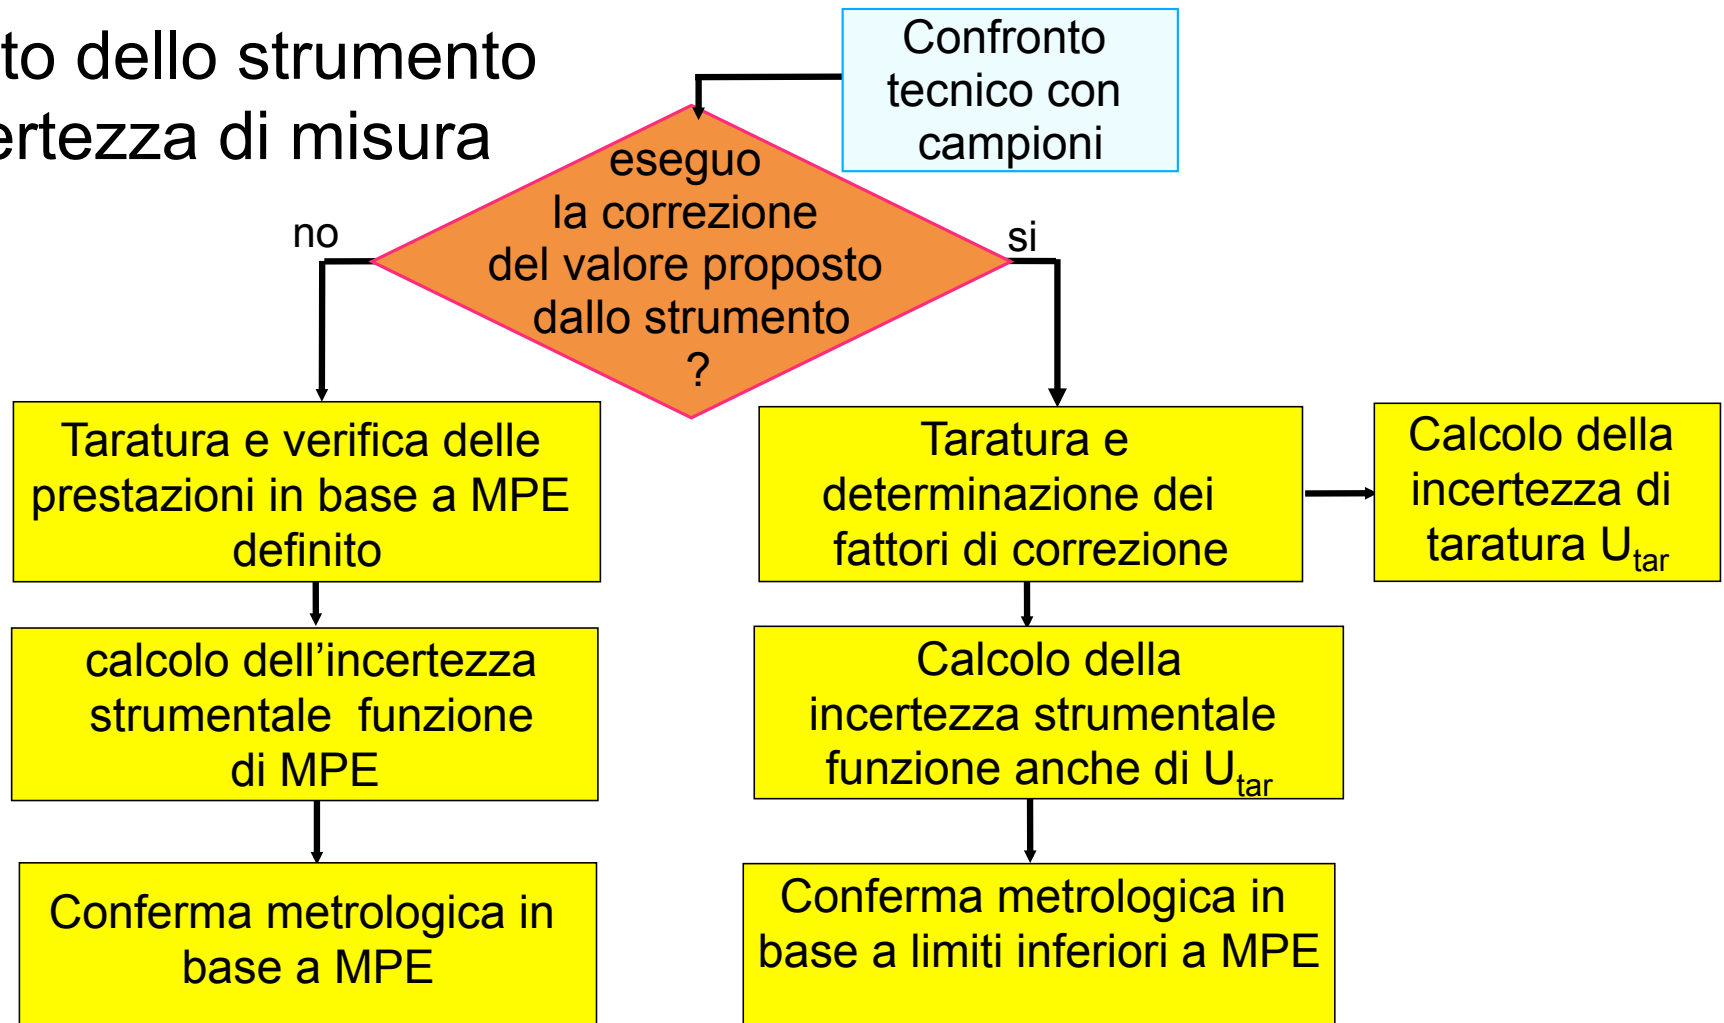 to dello strumento
ertezza di misura
Confronto
tecnico con
campioni
eseguo
la correzione
del valore proposto
dallo strumento
?
no
si
Taratura e verifica delle
prestazioni in base a MPE
definito
Taratura e
determinazione dei
fattori di correzione
Calcolo della
incertezza di
taratura Utar
calcolo dell’incertezza
strumentale funzione
di MPE
Calcolo della
incertezza strumentale
funzione anche di Utar
Conferma metrologica in
base a MPE
Conferma metrologica in
base a limiti inferiori a MPE